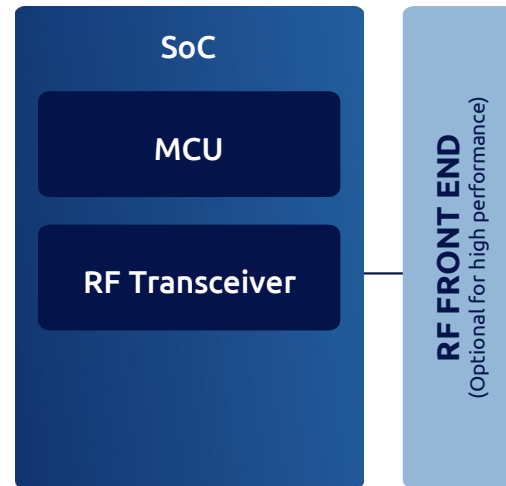 SoC
MCU
RF Transceiver
RF FRONT END
(Optional for high performance)